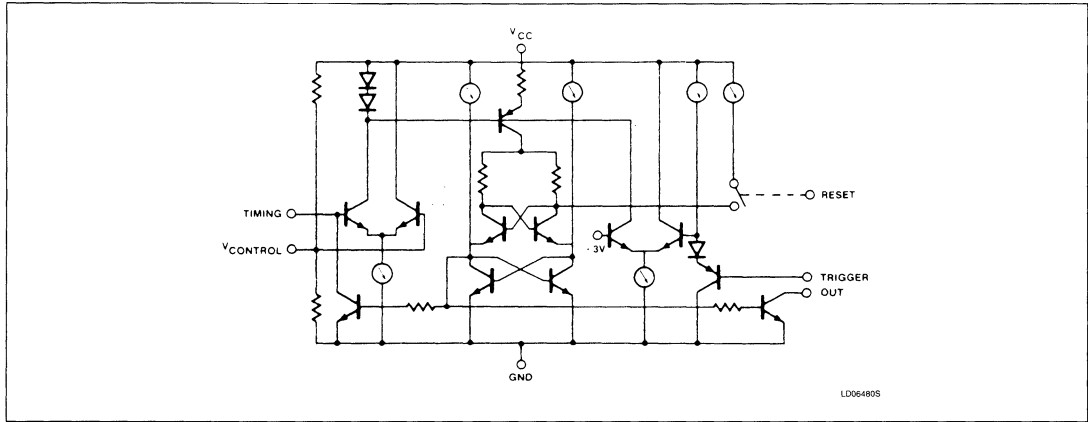 VCC
TIMING
VCONTROL
RESET
3V
TRIGGER
OUT
GND
LD06480S